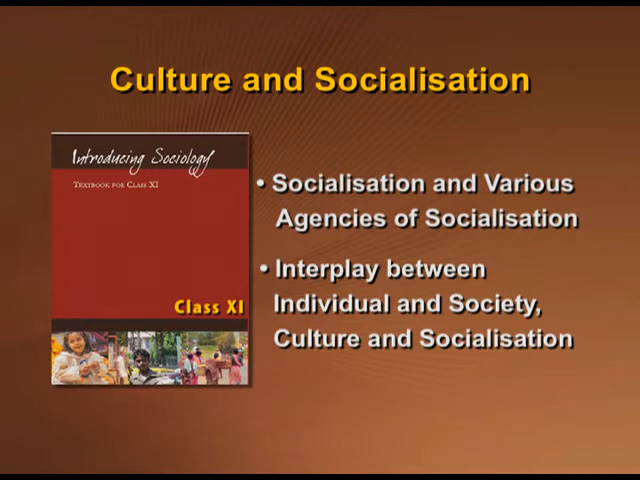 Culture and Socialisation
Introducing Sociology
Textbook for Class XI
Class XI
• Socialisation and Various
Agencies of Socialisation
• Interplay between
Individual and Society,
Culture and Socialisation